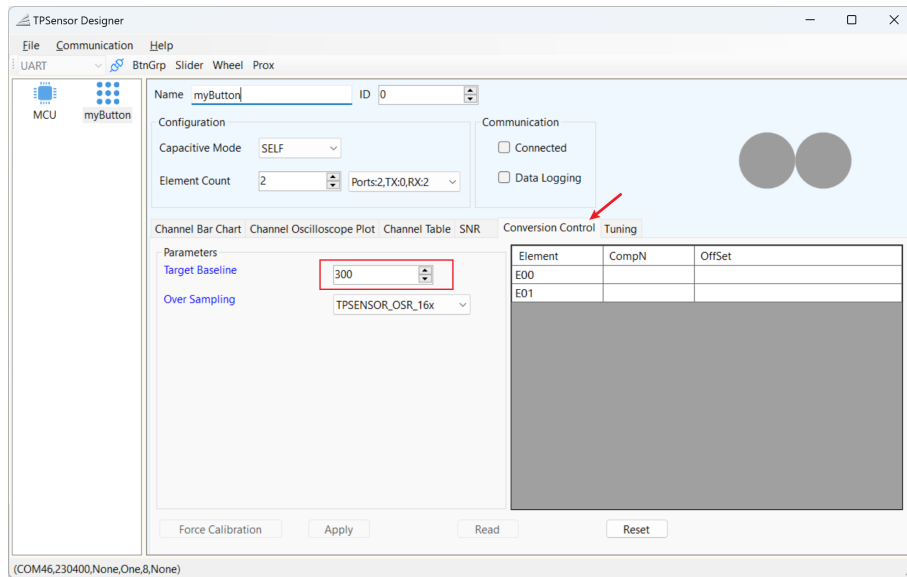 TPSensor Designer
File Communication Help
UART BtnGrp Slider Wheel Prox
MCU myButton
Name myButton ID 0
Configuration Communication
Capacitive Mode SELF Connected
Element Count 2 Ports:2,TX:0,RX:2 Data Logging
Channel Bar Chart Channel Oscilloscope Plot Channel Table SNR Conversion Control Tuning
Parameters
Target Baseline 300
Over Sampling TPSENSOR_OSR_16x
Element CompN OffSet
E00
E01
Force Calibration Apply Read Reset
(COM46,230400,None,One,8,None)